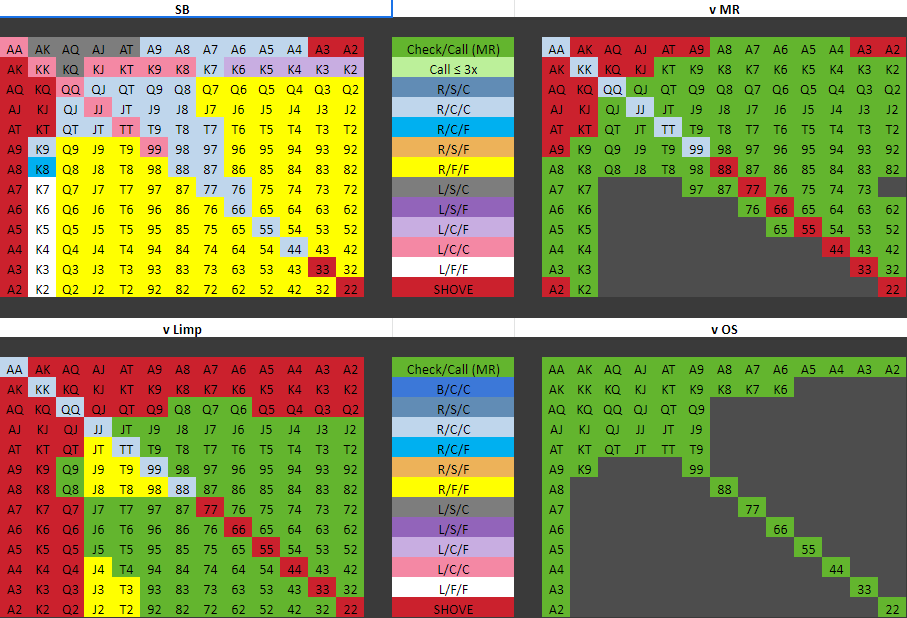 SB v MR
AA AK AQ AJ AT A9 A8 A7 A6 A5 A4 A3 A2 Check/Call (MR) AA AK AQ AJ AT A9 A8 A7 A6 A5 A4 A3 A2
AK KK KQ KJ KT K9 K8 K7 K6 K5 K4 K3 K2 Call ≤ 3x AK KK KQ KJ KT K9 K8 K7 K6 K5 K4 K3 K2
AQ KQ QQ QJ QT Q9 Q8 Q7 Q6 Q5 Q4 Q3 Q2 R/S/C AQ KQ QQ QJ QT Q9 Q8 Q7 Q6 Q5 Q4 Q3 Q2
AJ KJ QJ JJ JT J9 J8 J7 J6 J5 J4 J3 J2 R/C/C AJ KJ QJ JJ JT J9 J8 J7 J6 J5 J4 J3 J2
AT KT QT JT TT T9 T8 T7 T6 T5 T4 T3 T2 R/C/F AT KT QT JT TT T9 T8 T7 T6 T5 T4 T3 T2
A9 K9 Q9 J9 T9 99 98 97 96 95 94 93 92 R/S/F A9 K9 Q9 J9 T9 99 98 97 96 95 94 93 92
A8 K8 Q8 J8 T8 98 88 87 86 85 84 83 82 R/F/F A8 K8 Q8 J8 T8 98 88 87 86 85 84 83 82
A7 K7 Q7 J7 T7 97 87 77 76 75 74 73 72 L/S/C A7 K7 97 87 77 76 75 74 73
A6 K6 Q6 J6 T6 96 86 76 66 65 64 63 62 L/S/F A6 K6 76 66 65 64 63 62
A5 K5 Q5 J5 T5 95 85 75 65 55 54 53 52 L/C/F A5 K5 65 55 54 53 52
A4 K4 Q4 J4 T4 94 84 74 64 54 44 43 42 L/C/C A4 K4 44 43 42
A3 K3 Q3 J3 T3 93 83 73 63 53 43 33 32 L/F/F A3 K3 33 32
A2 K2 Q2 J2 T2 92 82 72 62 52 42 32 22 SHOVE A2 K2 22
v Limp v OS
AA AK AQ AJ AT A9 A8 A7 A6 A5 A4 A3 A2 Check/Call (MR) AA AK AQ AJ AT A9 A8 A7 A6 A5 A4 A3 A2
AK KK KQ KJ KT K9 K8 K7 K6 K5 K4 K3 K2 B/C/C AK KK KQ KJ KT K9 K8 K7 K6
AQ KQ QQ QJ QT Q9 Q8 Q7 Q6 Q5 Q4 Q3 Q2 R/S/C AQ KQ QQ QJ QT Q9
AJ KJ QJ JJ JT J9 J8 J7 J6 J5 J4 J3 J2 R/C/C AJ KJ QJ JJ JT J9
AT KT QT JT TT T9 T8 T7 T6 T5 T4 T3 T2 R/C/F AT KT QT JT TT T9
A9 K9 Q9 J9 T9 99 98 97 96 95 94 93 92 R/S/F A9 K9 99
A8 K8 Q8 J8 T8 98 88 87 86 85 84 83 82 R/F/F A8 88
A7 K7 Q7 J7 T7 97 87 77 76 75 74 73 72 L/S/C A7 77
A6 K6 Q6 J6 T6 96 86 76 66 65 64 63 62 L/S/F A6 66
A5 K5 Q5 J5 T5 95 85 75 65 55 54 53 52 L/C/F A5 55
A4 K4 Q4 J4 T4 94 84 74 64 54 44 43 42 L/C/C A4 44
A3 K3 Q3 J3 T3 93 83 73 63 53 43 33 32 L/F/F A3 33
A2 K2 Q2 J2 T2 92 82 72 62 52 42 32 22 SHOVE A2 22